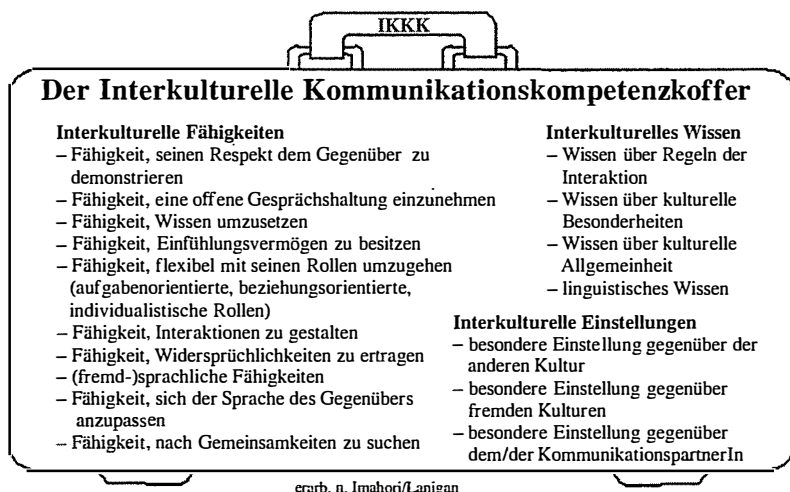 IKKK
Der Interkulturelle Kommunikationskompetenzkoffer
Interkulturelle Fähigkeiten
– Fähigkeit, seinen Respekt dem Gegenüber zu
demonstrieren
– Fähigkeit, eine offene Gesprächshaltung einzunehmen
– Fähigkeit, Wissen umzusetzen
– Fähigkeit, Einfühlungsvermögen zu besitzen
– Fähigkeit, flexibel mit seinen Rollen umzugehen
(aufgabenorientierte, beziehungsorientierte,
individualistische Rollen)
– Fähigkeit, Interaktionen zu gestalten
– Fähigkeit, Widersprüchlichkeiten zu ertragen
– (fremd-)sprachliche Fähigkeiten
– Fähigkeit, sich der Sprache des Gegenübers
anzupassen
– Fähigkeit, nach Gemeinsamkeiten zu suchen
Interkulturelles Wissen
– Wissen über Regeln der
Interaktion
– Wissen über kulturelle
Besonderheiten
– Wissen über kulturelle
Allgemeinheit
– linguistisches Wissen
Interkulturelle Einstellungen
– besondere Einstellung gegenüber der
anderen Kultur
– besondere Einstellung gegenüber
fremden Kulturen
– besondere Einstellung gegenüber
dem/der KommunikationspartnerIn
erarb. n. Imahori/Lanigan